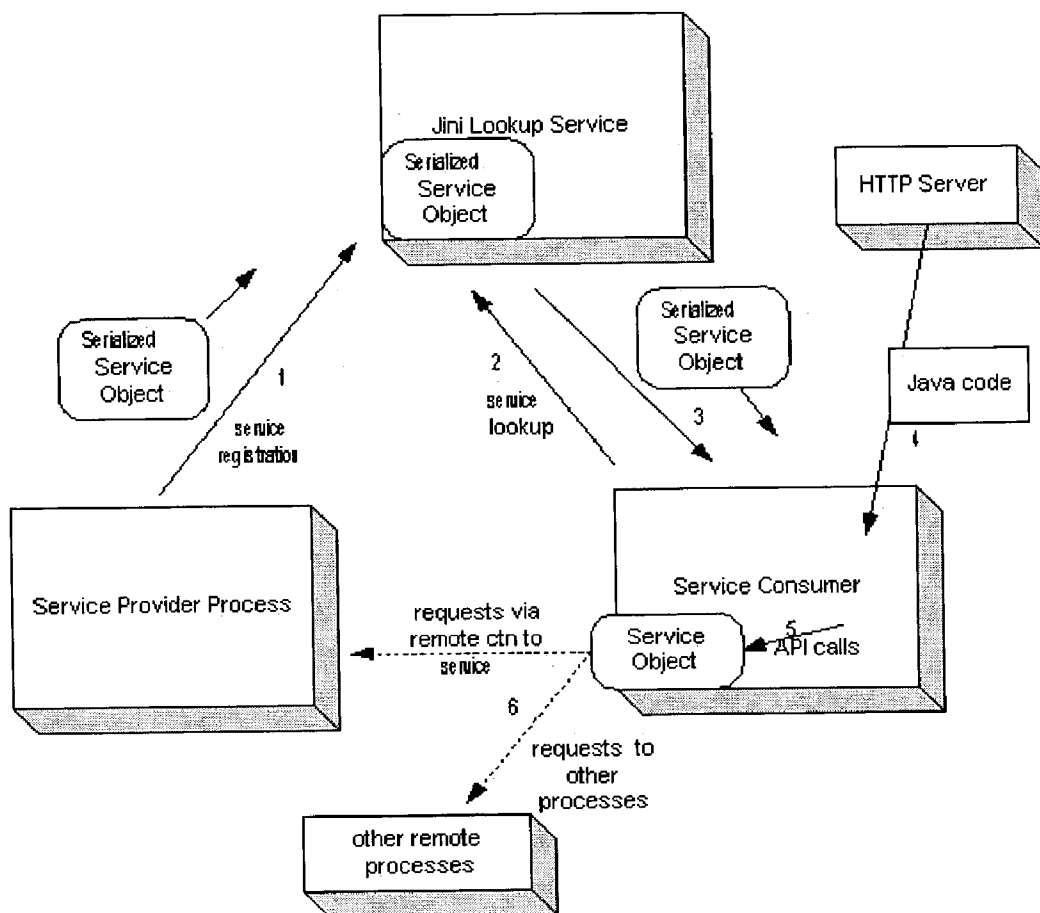 Jini Lookup Service
Serialized
Service
Object
HTTP Server
Serialized
Service
Object
Serialized
Service
Object
Java code
1
service
registration
2
service
lookup
3
Service Provider Process
Service Consumer
requests via
remote ctn to
service
Service
Object
5
API calls
6
requests to
other
processes
other remote
processes